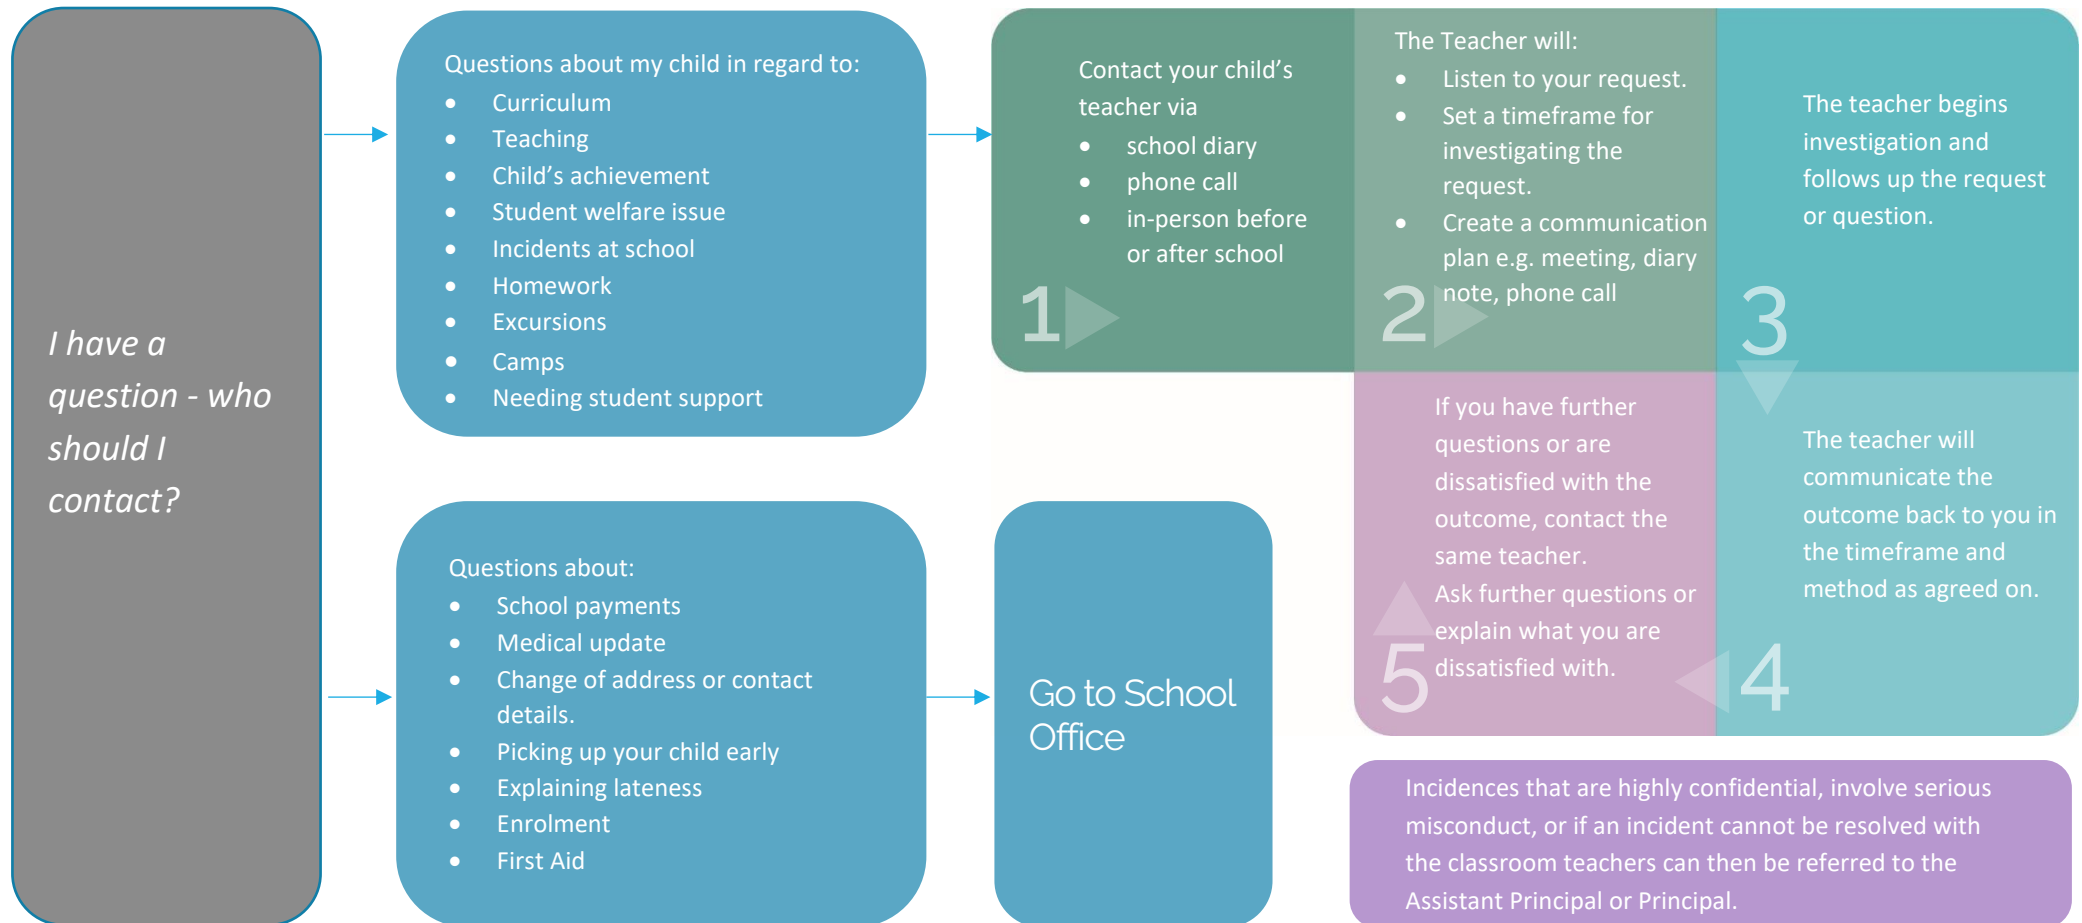 I have a
question - who
should I
contact?
Questions about my child in regard to:
• Curriculum
• Teaching
• Child’s achievement
• Student welfare issue
• Incidents at school
• Homework
• Excursions
• Camps
• Needing student support
Contact your child’s
teacher via
• school diary
• phone call
• in-person before
or after school
1
The Teacher will:
• Listen to your request.
• Set a timeframe for
investigating the
request.
• Create a communication
plan e.g. meeting, diary
note, phone call
2
The teacher begins
investigation and
follows up the request
or question.
3
The teacher will
communicate the
outcome back to you in
the timeframe and
method as agreed on.
4
If you have further
questions or are
dissatisfied with the
outcome, contact the
same teacher.
Ask further questions or
explain what you are
dissatisfied with.
5
Questions about:
• School payments
• Medical update
• Change of address or contact
details.
• Picking up your child early
• Explaining lateness
• Enrolment
• First Aid
Go to School
Office
Incidences that are highly confidential, involve serious
misconduct, or if an incident cannot be resolved with
the classroom teachers can then be referred to the
Assistant Principal or Principal.